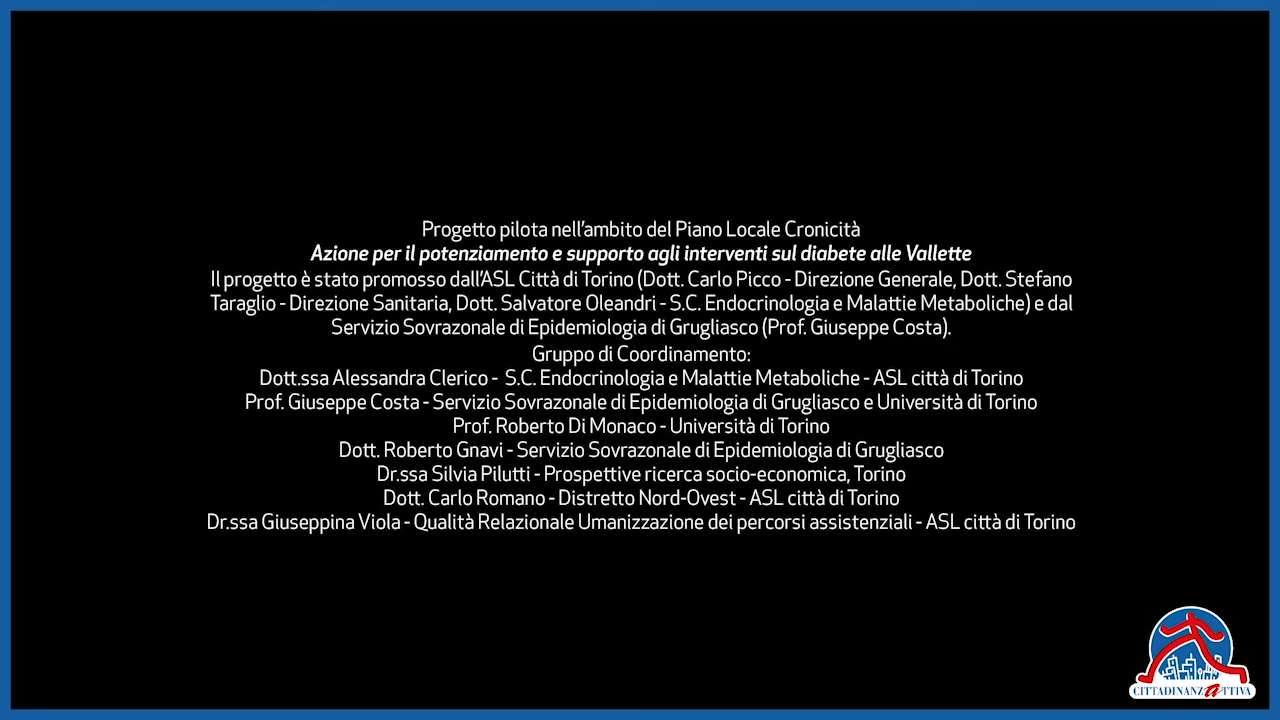 Progetto pilota nell'ambito del Piano Locale Cronicità
Azione per il potenziamento e supporto agli interventi sul diabete alle Vallette
Il progetto è stato promosso dall'ASL Città di Torino (Dott. Carlo Picco - Direzione Generale, Dott. Stefano
Taraglio - Direzione Sanitaria, Dott. Salvatore Oleandri - S.C. Endocrinologia e Malattie Metaboliche) e dal
Servizio Sovrazonale di Epidemiologia di Grugliasco (Prof. Giuseppe Costa).
Gruppo di Coordinamento:
Dott.ssa Alessandra Clerico - S.C. Endocrinologia e Malattie Metaboliche - ASL città di Torino
Prof. Giuseppe Costa - Servizio Sovrazonale di Epidemiologia di Grugliasco e Università di Torino
Prof. Roberto Di Monaco - Università di Torino
Dott. Roberto Gnavi - Servizio Sovrazonale di Epidemiologia di Grugliasco
Dr.ssa Silvia Pilutti - Prospettive ricerca socio-economica, Torino
Dott. Carlo Romano - Distretto Nord-Ovest - ASL città di Torino
Dr.ssa Giuseppina Viola - Qualità Relazionale Umanizzazione dei percorsi assistenziali - ASL città di Torino
CITTADINANZATTIVA